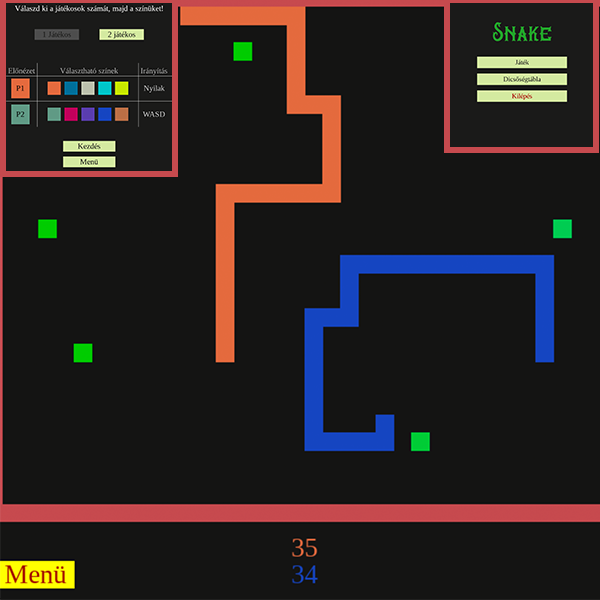 Válaszd ki a játékosok számát, majd a színüket!
1 Játékos 2 játékos
Előnézet Választható színek Irányítás
P1 Nyilak
P2 WASD
Kezdés
Menü
SNAKE
Játék
Dicsőségtábla
Kilépés
35
34
Menü